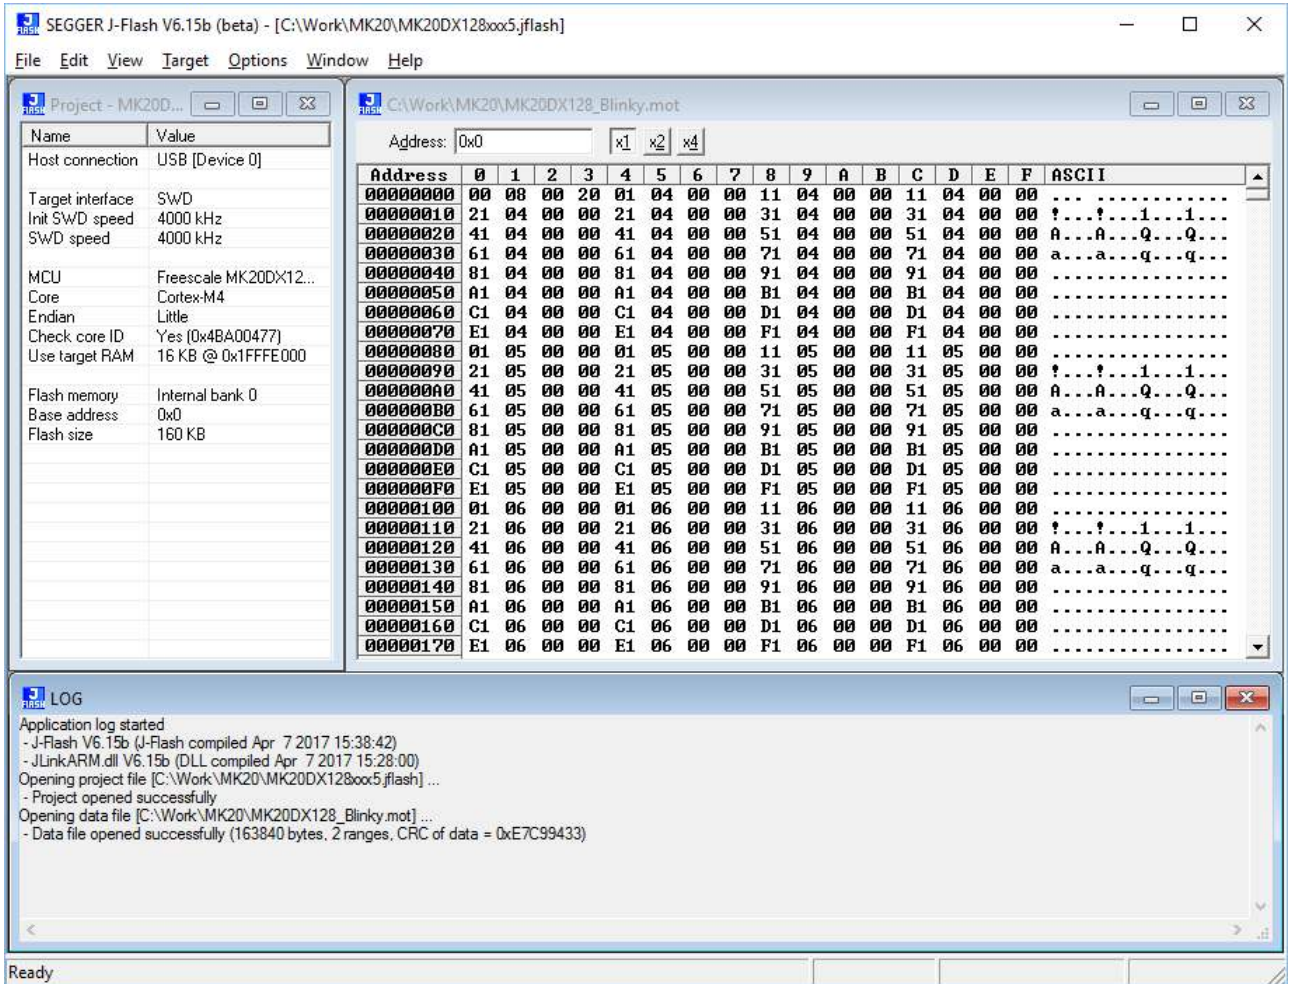 SEGGER J-Flash V6.15b (beta) - [C:\Work\MK20\MK20DX128xxx5.jflash]
File Edit View Target Options Window Help
Project - MK20D...
Name Value
Host connection USB [Device 0]
Target interface SWD
Init SWD speed 4000 kHz
SWD speed 4000 kHz
MCU Freescale MK20DX12...
Core Cortex-M4
Endian Little
Check core ID Yes (0x4BA00477)
Use target RAM 16 KB @ 0x1FFFE000
Flash memory Internal bank 0
Base address 0x0
Flash size 160 KB
C:\Work\MK20\MK20DX128_Blinky.mot
Address: 0x0 x1 x2 x4
Address 0 1 2 3 4 5 6 7 8 9 A B C D E F ASCII
00000000 00 08 00 20 01 04 00 00 11 04 00 00 11 04 00 00 ... ............
00000010 21 04 00 00 21 04 00 00 31 04 00 00 31 04 00 00 !...!...1...1...
00000020 41 04 00 00 41 04 00 00 51 04 00 00 51 04 00 00 A...A...Q...Q...
00000030 61 04 00 00 61 04 00 00 71 04 00 00 71 04 00 00 a...a...q...q...
00000040 81 04 00 00 81 04 00 00 91 04 00 00 91 04 00 00 ................
00000050 A1 04 00 00 A1 04 00 00 B1 04 00 00 B1 04 00 00 ................
00000060 C1 04 00 00 C1 04 00 00 D1 04 00 00 D1 04 00 00 ................
00000070 E1 04 00 00 E1 04 00 00 F1 04 00 00 F1 04 00 00 ................
00000080 01 05 00 00 01 05 00 00 11 05 00 00 11 05 00 00 ................
00000090 21 05 00 00 21 05 00 00 31 05 00 00 31 05 00 00 !...!...1...1...
000000A0 41 05 00 00 41 05 00 00 51 05 00 00 51 05 00 00 A...A...Q...Q...
000000B0 61 05 00 00 61 05 00 00 71 05 00 00 71 05 00 00 a...a...q...q...
000000C0 81 05 00 00 81 05 00 00 91 05 00 00 91 05 00 00 ................
000000D0 A1 05 00 00 A1 05 00 00 B1 05 00 00 B1 05 00 00 ................
000000E0 C1 05 00 00 C1 05 00 00 D1 05 00 00 D1 05 00 00 ................
000000F0 E1 05 00 00 E1 05 00 00 F1 05 00 00 F1 05 00 00 ................
00000100 01 06 00 00 01 06 00 00 11 06 00 00 11 06 00 00 ................
00000110 21 06 00 00 21 06 00 00 31 06 00 00 31 06 00 00 !...!...1...1...
00000120 41 06 00 00 41 06 00 00 51 06 00 00 51 06 00 00 A...A...Q...Q...
00000130 61 06 00 00 61 06 00 00 71 06 00 00 71 06 00 00 a...a...q...q...
00000140 81 06 00 00 81 06 00 00 91 06 00 00 91 06 00 00 ................
00000150 A1 06 00 00 A1 06 00 00 B1 06 00 00 B1 06 00 00 ................
00000160 C1 06 00 00 C1 06 00 00 D1 06 00 00 D1 06 00 00 ................
00000170 E1 06 00 00 E1 06 00 00 F1 06 00 00 F1 06 00 00 ................
LOG
Application log started
- J-Flash V6.15b (J-Flash compiled Apr 7 2017 15:38:42)
- JLinkARM.dll V6.15b (DLL compiled Apr 7 2017 15:28:00)
Opening project file [C:\Work\MK20\MK20DX128xxx5.jflash] ...
- Project opened successfully
Opening data file [C:\Work\MK20\MK20DX128_Blinky.mot] ...
- Data file opened successfully (163840 bytes, 2 ranges, CRC of data = 0xE7C99433)
Ready